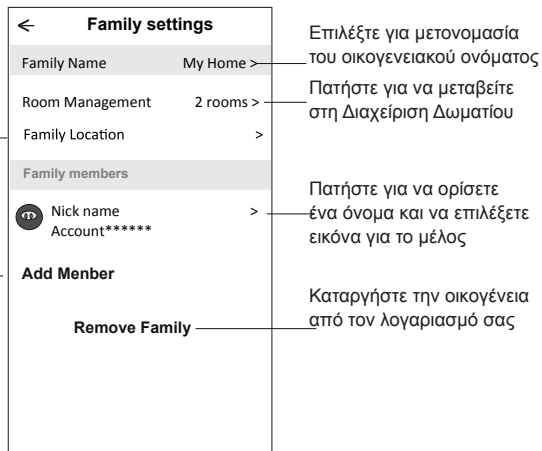 ← Family settings
Family Name My Home >
Room Management 2 rooms >
Family Location >
Family members
Nick name >
Account******
Add Menber
Remove Family
Επιλέξτε για μετονομασία
του οικογενειακού ονόματος
Πατήστε για να μεταβείτε
στη Διαχείριση Δωματίου
Πατήστε για να ορίσετε
ένα όνομα και να επιλέξετε
εικόνα για το μέλος
Καταργήστε την οικογένεια
από τον λογαριασμό σας